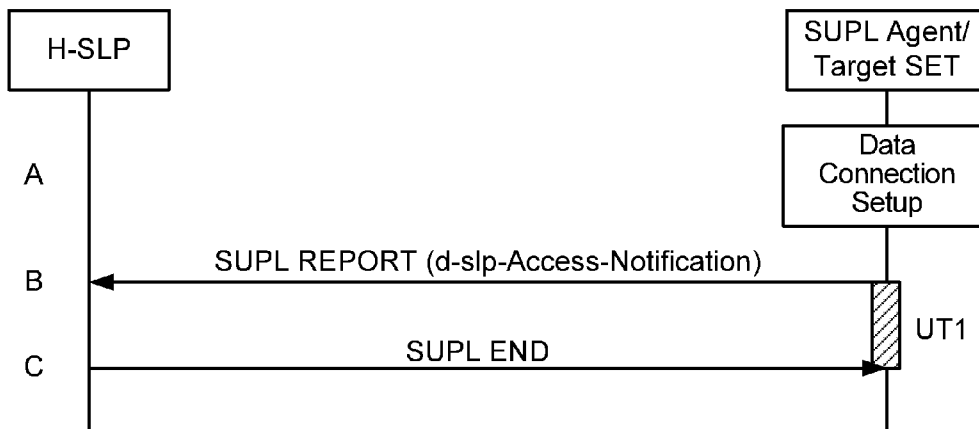 H-SLP
SUPL Agent/
Target SET
A
Data
Connection
Setup
B
SUPL REPORT (d-slp-Access-Notification)
UT1
C
SUPL END